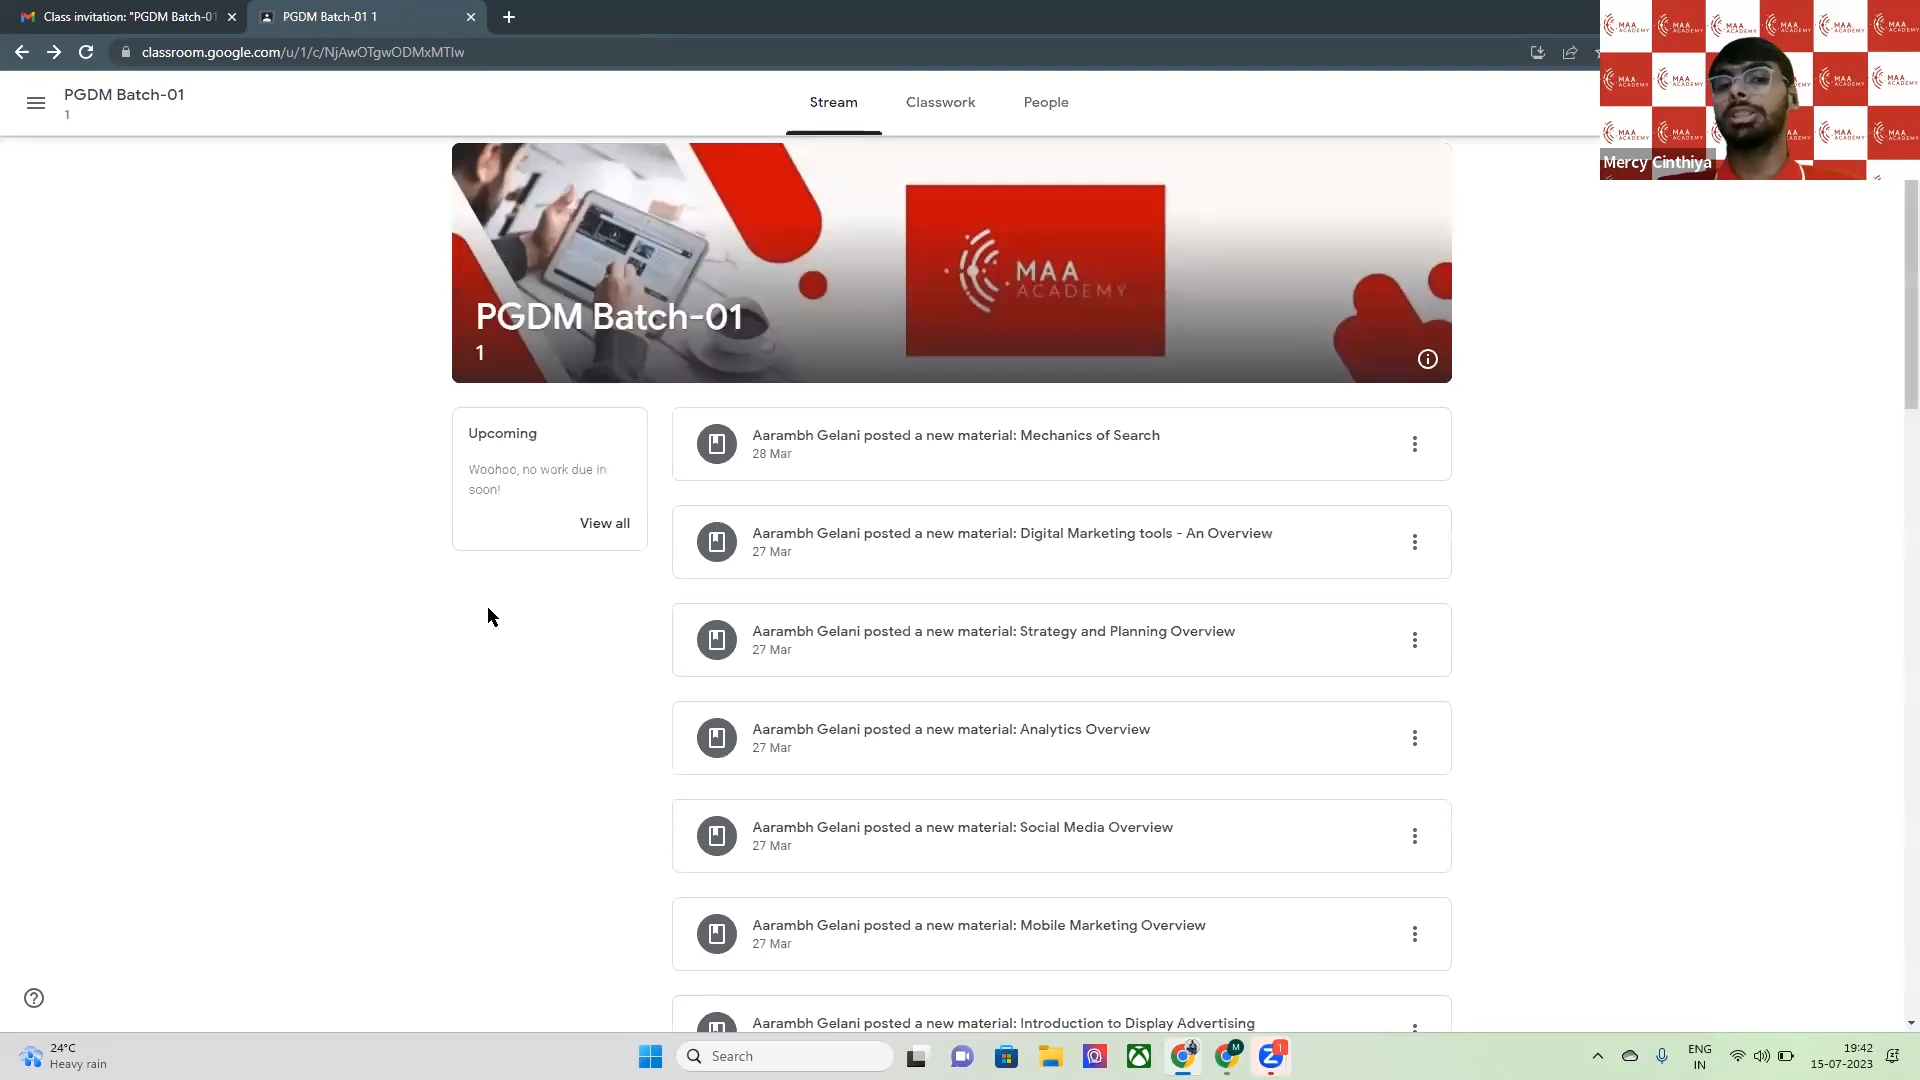 Class invitation: "PGDM Batch-01
PGDM Batch-01 1
classroom.google.com/u/1/c/NjAwOTgwODMxMTIw
PGDM Batch-01
1
Stream
Classwork
People
MAA
ACADEMY
Mercy Cinthiya
MAA
ACADEMY
PGDM Batch-01
1
Upcoming
Woohoo, no work due in
soon!
View all
Aarambh Gelani posted a new material: Mechanics of Search
28 Mar
Aarambh Gelani posted a new material: Digital Marketing tools - An Overview
27 Mar
Aarambh Gelani posted a new material: Strategy and Planning Overview
27 Mar
Aarambh Gelani posted a new material: Analytics Overview
27 Mar
Aarambh Gelani posted a new material: Social Media Overview
27 Mar
Aarambh Gelani posted a new material: Mobile Marketing Overview
27 Mar
Aarambh Gelani posted a new material: Introduction to Display Advertising
24°C
Heavy rain
Search
M
1
ENG
IN
19:42
15-07-2023